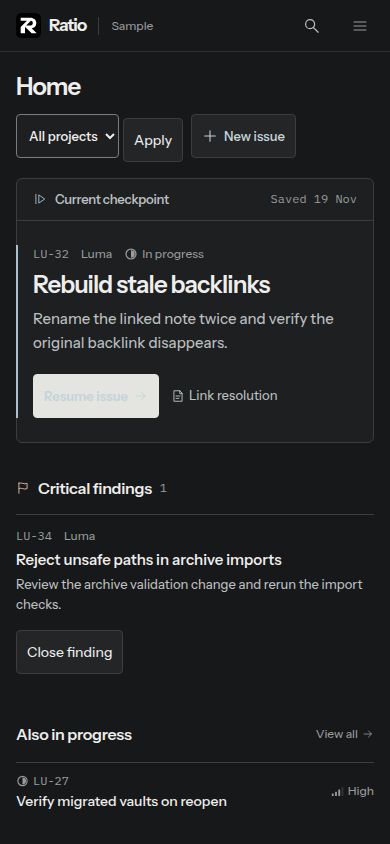 Ratio
Sample
Home
All projects
Apply
New issue
Current checkpoint
Saved 19 Nov
LU-32 Luma In progress
Rebuild stale backlinks
Rename the linked note twice and verify the
original backlink disappears.
Resume issue →
Link resolution
Critical findings 1
LU-34 Luma
Reject unsafe paths in archive imports
Review the archive validation change and rerun the import
checks.
Close finding
Also in progress
View all →
LU-27
Verify migrated vaults on reopen
High